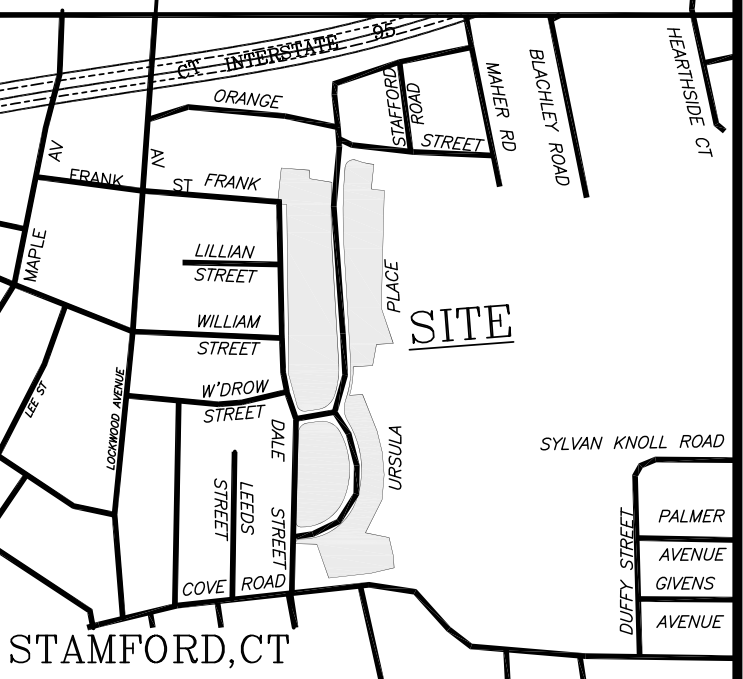 CT INTERSTATE 95
ORANGE
STAFFORD
ROAD
STREET
MAHER RD
BLACHLEY ROAD
HEARTHSIDE CT
AV
AV
FRANK
ST FRANK
MAPLE
LILLIAN
STREET
PLACE
SITE
WILLIAM
STREET
LEE ST
LOCKWOOD AVENUE
W'DROW
STREET
DALE
STREET
URSULA
LEEDS
STREET
SYLVAN KNOLL ROAD
DUFFY STREET
PALMER
AVENUE
GIVENS
AVENUE
COVE ROAD
STAMFORD,CT